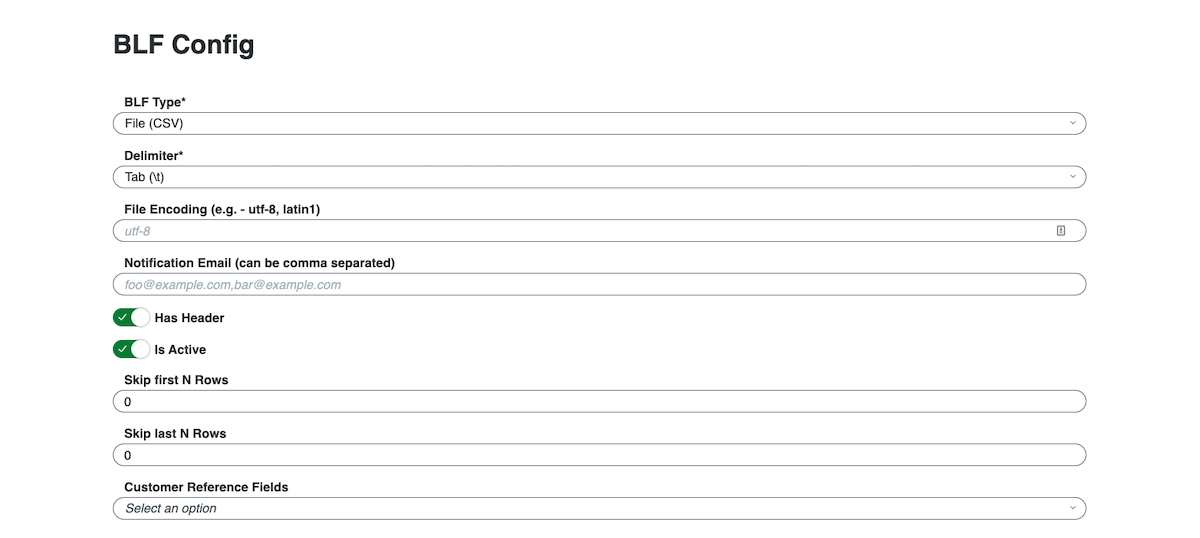 BLF Config
BLF Type*
File (CSV)
Delimiter*
Tab (\t)
File Encoding (e.g. - utf-8, latin1)
utf-8
Notification Email (can be comma separated)
foo@example.com,bar@example.com
Has Header
Is Active
Skip first N Rows
0
Skip last N Rows
0
Customer Reference Fields
Select an option